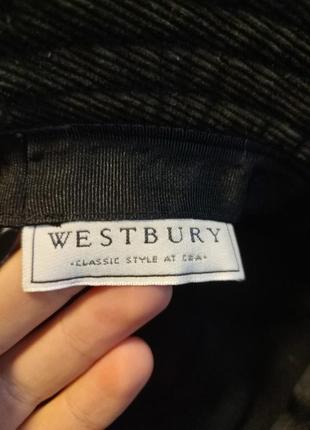 WESTBURY
·CLASSIC STYLE AT C&A·